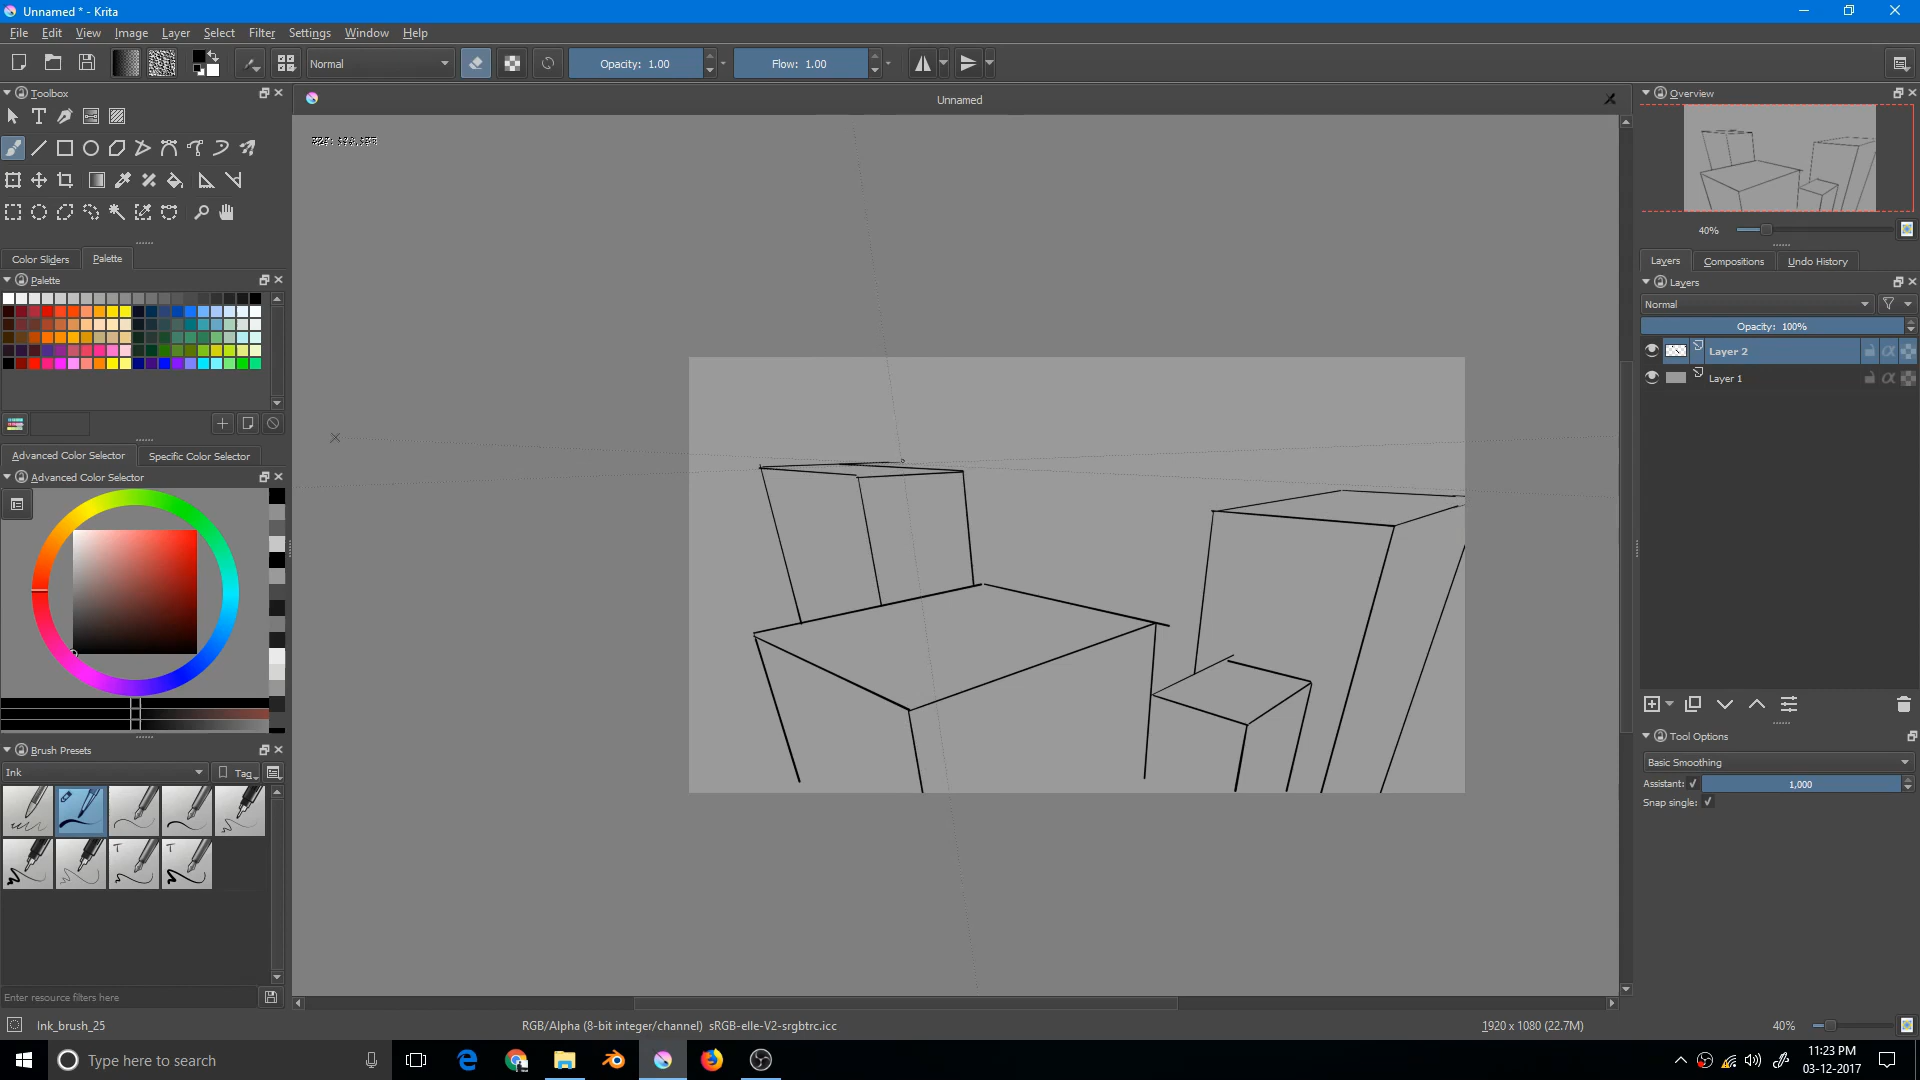 Unnamed * - Krita
File Edit View Image Layer Select Filter Settings Window Help
Normal
Opacity: 1.00
Flow: 1.00
Toolbox
Unnamed
Overview
40%
Color Sliders Palette
Palette
Layers Compositions Undo History
Layers
Normal
Opacity: 100%
Layer 2
Layer 1
Advanced Color Selector Specific Color Selector
Advanced Color Selector
Brush Presets
Ink
Tag
T
T
Tool Options
Basic Smoothing
Assistant: 1,000
Snap single:
Enter resource filters here
Ink_brush_25
RGB/Alpha (8-bit integer/channel) sRGB-elle-V2-srgbtrc.icc
1920 x 1080 (22.7M)
40%
Type here to search
11:23 PM
03-12-2017